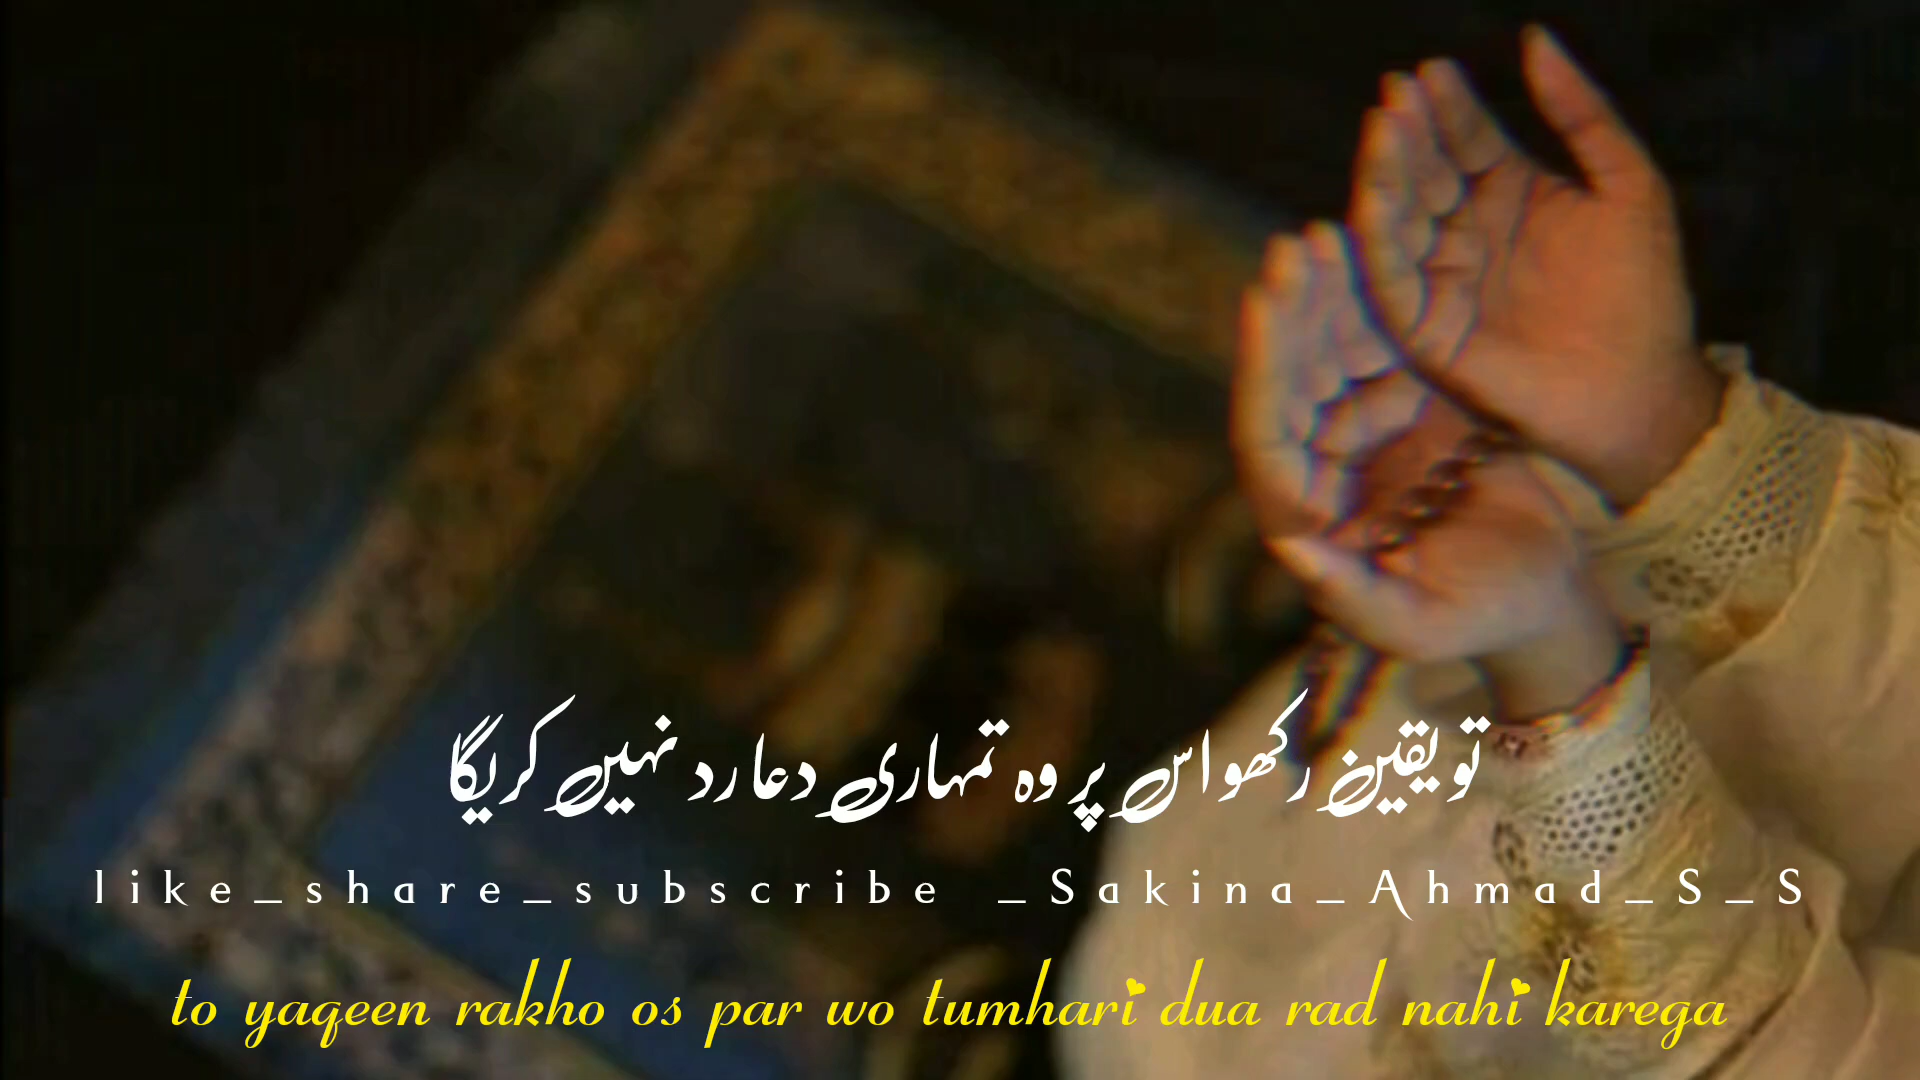 تو یقین رکھو اس پر وہ تمہاری دعا رد نہیں کریگا
like_share_subscribe _Sakina_Ahmad_S_S
to yaqeen rakho os par wo tumhari dua rad nahi karega